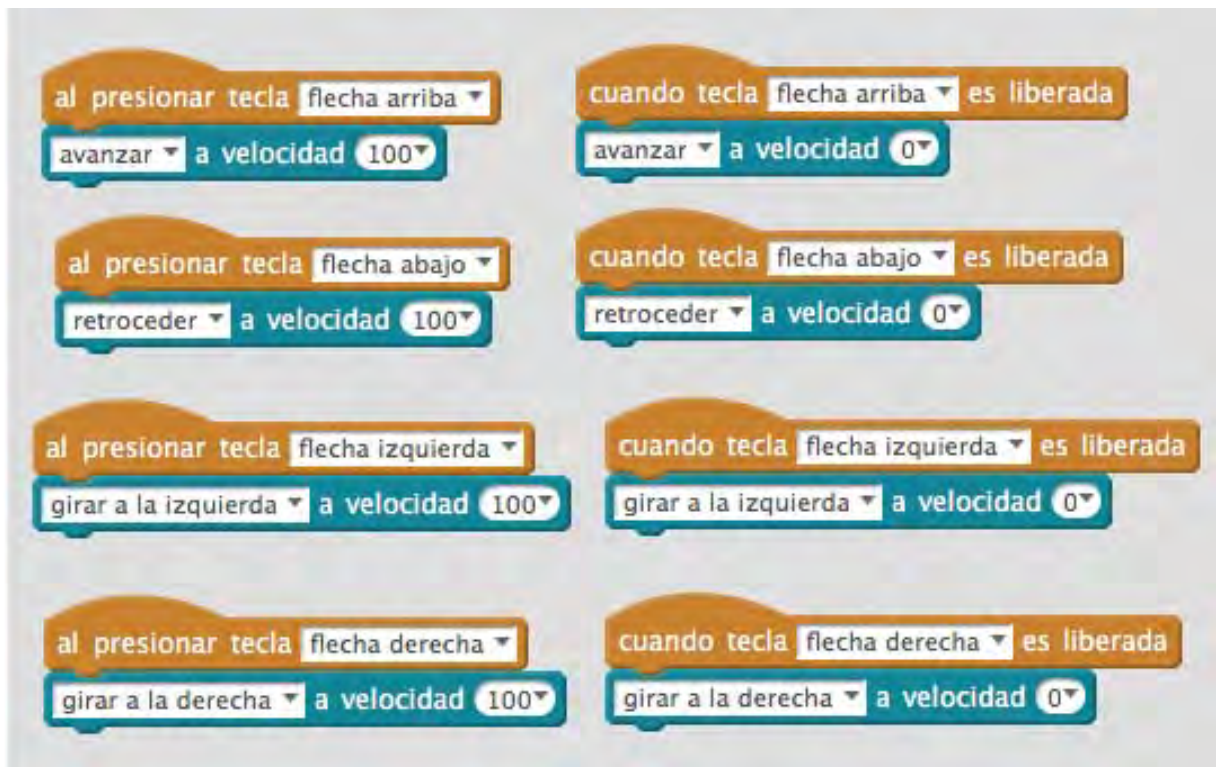 al presionar tecla flecha arriba
avanzar a velocidad 100
cuando tecla flecha arriba es liberada
avanzar a velocidad 0
al presionar tecla flecha abajo
retroceder a velocidad 100
cuando tecla flecha abajo es liberada
retroceder a velocidad 0
al presionar tecla flecha izquierda
girar a la izquierda a velocidad 100
cuando tecla flecha izquierda es liberada
girar a la izquierda a velocidad 0
al presionar tecla flecha derecha
girar a la derecha a velocidad 100
cuando tecla flecha derecha es liberada
girar a la derecha a velocidad 0